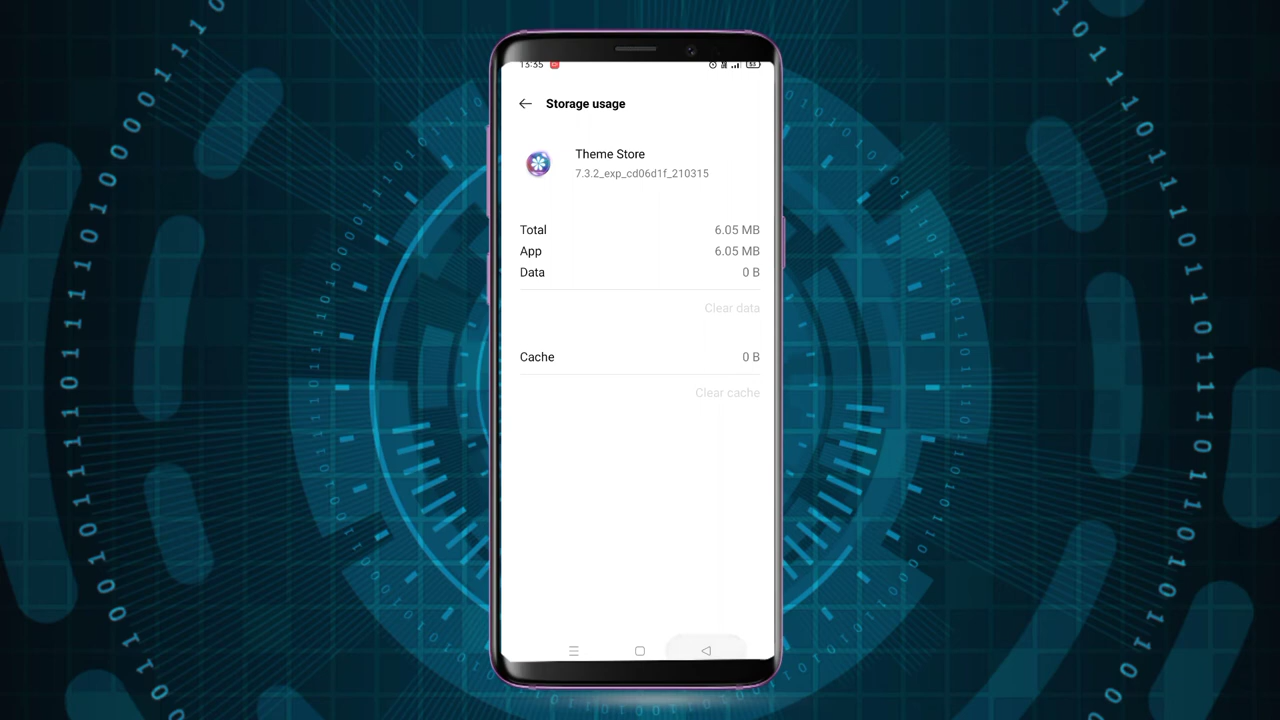 13:35
Storage usage
Theme Store
7.3.2_exp_cd06d1f_210315
Total 6.05 MB
App 6.05 MB
Data 0 B
Clear data
Cache 0 B
Clear cache